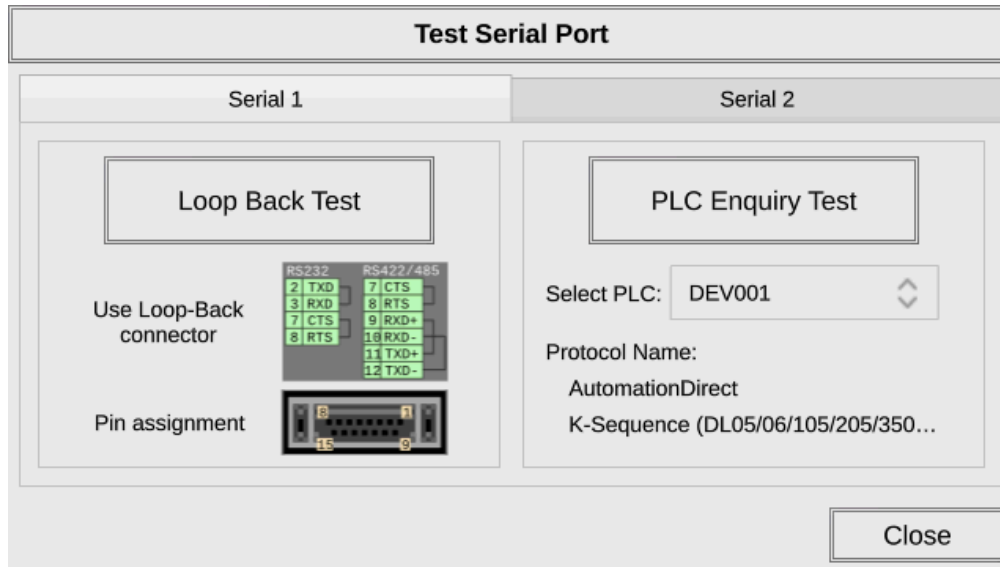 Test Serial Port
Serial 1
Serial 2
Loop Back Test
Use Loop-Back
connector
RS232
2 TXD
3 RXD
7 CTS
8 RTS
RS422/485
7 CTS
8 RTS
9 RXD+
10 RXD-
11 TXD+
12 TXD-
Pin assignment
8 1
15 9
PLC Enquiry Test
Select PLC: DEV001
Protocol Name:
AutomationDirect
K-Sequence (DL05/06/105/205/350...
Close